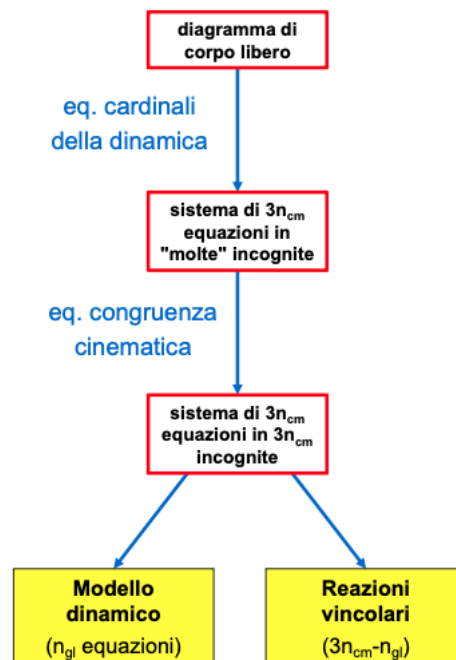 diagramma di
corpo libero
eq. cardinali
della dinamica
sistema di 3n_cm
equazioni in
"molte" incognite
eq. congruenza
cinematica
sistema di 3n_cm
equazioni in 3n_cm
incognite
Modello
dinamico
(n_gl equazioni)
Reazioni
vincolari
(3n_cm-n_gl)